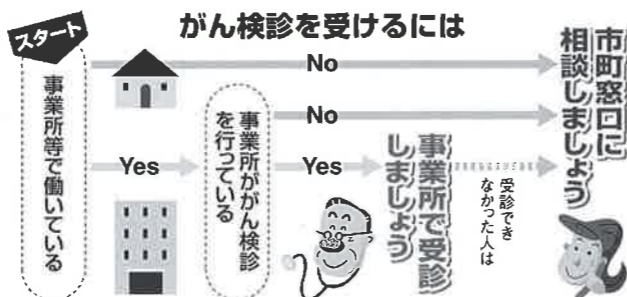 がん検診を受けるには
スタート
事業所等で働いている
No
Yes
事業所ががん検診
を行っている
No
Yes
事業所で受診
しましょう
受診でき
なかった人は
市町窓口に
相談しましょう